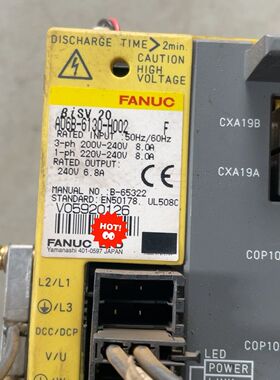 DISCHARGE TIME > 2min.
CAUTION
HIGH
VOLTAGE
FANUC
βiSV 20
A06B-6130-H002 F
RATED INPUT :50Hz/60Hz
3-ph 200V-240V 8.0A
1-ph 220V-240V 8.0A
RATED OUTPUT :
240V 6.8A
MANUAL NO. :B-65322
STANDARD: EN50178. UL508C
V05920126
HOT!
FANUC
Yamanashi 401-0597 JAPAN
CXA19B
CXA19
COP10
COP10
L2/L1
/L3
DCC/DCP
V/U
LED
POWER